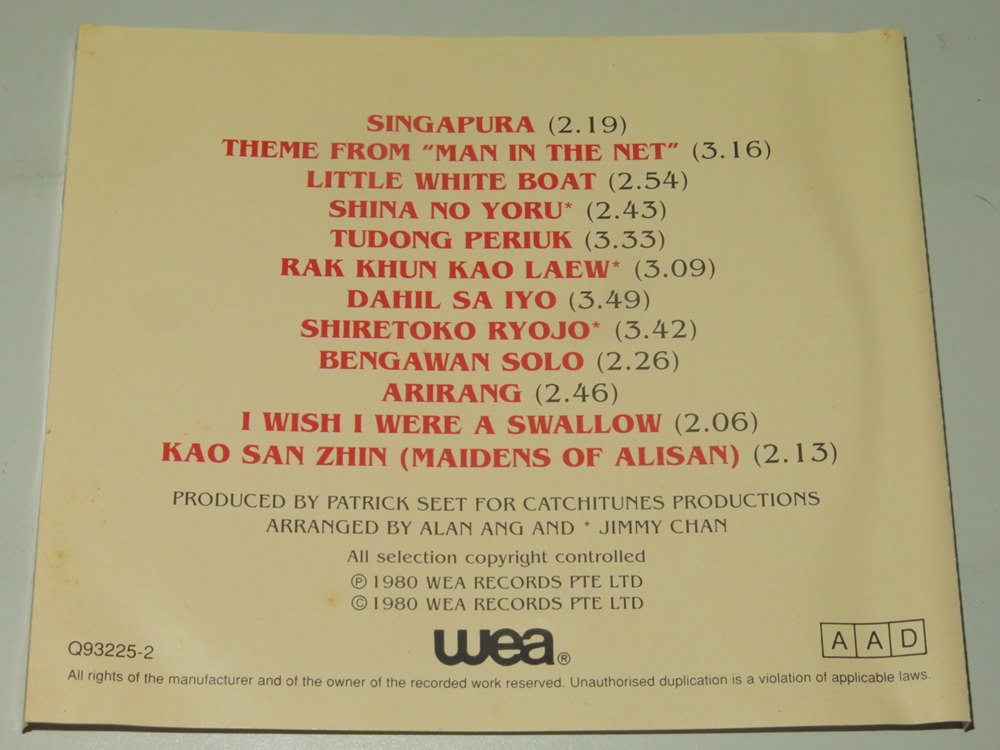 SINGAPURA (2.19)
THEME FROM "MAN IN THE NET" (3.16)
LITTLE WHITE BOAT (2.54)
SHINA NO YORU* (2.43)
TUDONG PERIUK (3.33)
RAK KHUN KAO LAEW* (3.09)
DAHIL SA IYO (3.49)
SHIRETOKO RYOJO* (3.42)
BENGAWAN SOLO (2.26)
ARIRANG (2.46)
I WISH I WERE A SWALLOW (2.06)
KAO SAN ZHIN (MAIDENS OF ALISAN) (2.13)
PRODUCED BY PATRICK SEET FOR CATCHITUNES PRODUCTIONS
ARRANGED BY ALAN ANG AND * JIMMY CHAN
All selection copyright controlled
℗ 1980 WEA RECORDS PTE LTD
© 1980 WEA RECORDS PTE LTD
Q93225-2
wea®
A A D
All rights of the manufacturer and of the owner of the recorded work reserved. Unauthorised duplication is a violation of applicable laws.